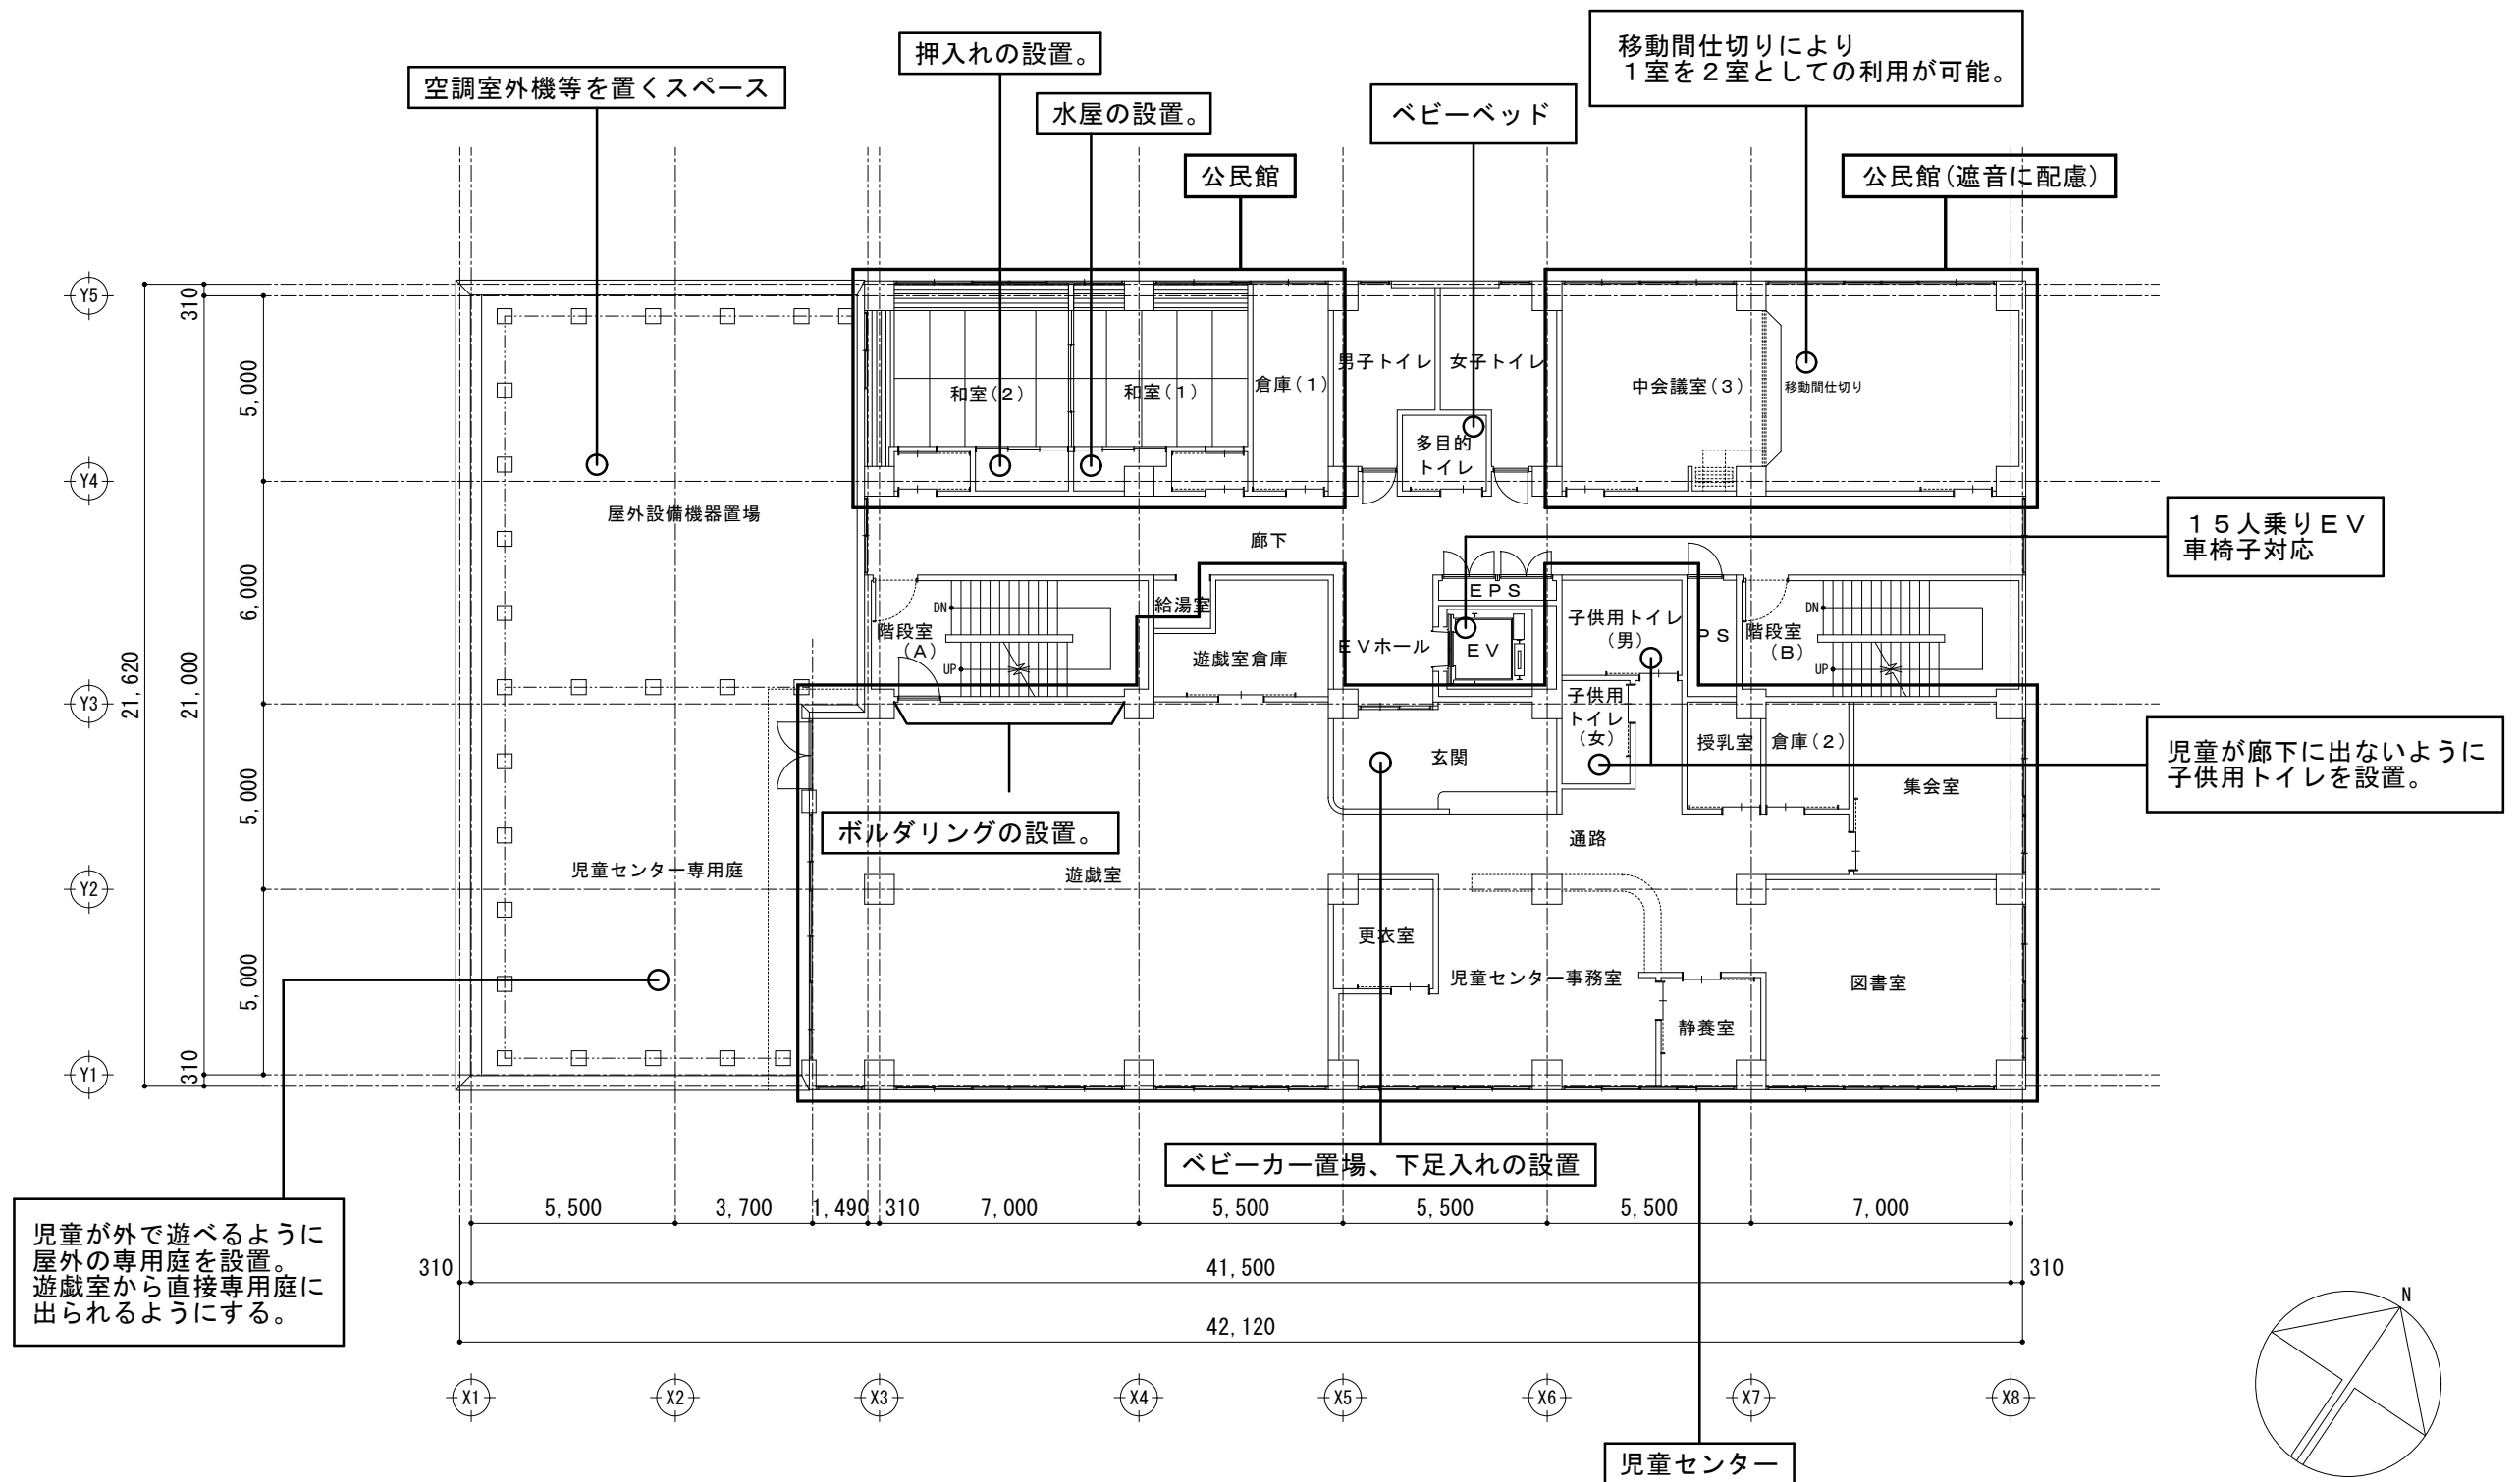 移動間仕切りにより
１室を２室としての利用が可能。
押入れの設置。
空調室外機等を置くスペース
水屋の設置。
ベビーベッド
公民館
公民館(遮音に配慮)
Y5
310
5,000
男子トイレ
女子トイレ
和室(2)
和室(1)
倉庫(1)
中会議室(3)
移動間仕切り
多目的
トイレ
Y4
屋外設備機器置場
１５人乗りＥＶ
車椅子対応
廊下
6,000
21,620
21,000
DN
UP
階段室
(A)
給湯室
遊戯室倉庫
ＥＶホール
ＥＰＳ
ＥＶ
子供用トイレ
(男)
ＰＳ
階段室
(B)
DN
UP
Y3
子供用
トイレ
(女)
授乳室
倉庫(2)
児童が廊下に出ないように
子供用トイレを設置。
玄関
集会室
5,000
ボルダリングの設置。
通路
児童センター専用庭
遊戯室
Y2
更衣室
5,000
児童センター事務室
図書室
静養室
310
Y1
ベビーカー置場、下足入れの設置
5,500
3,700
1,490
310
7,000
5,500
5,500
5,500
7,000
児童が外で遊べるように
屋外の専用庭を設置。
遊戯室から直接専用庭に
出られるようにする。
310
41,500
310
42,120
N
X1
X2
X3
X4
X5
X6
X7
X8
児童センター